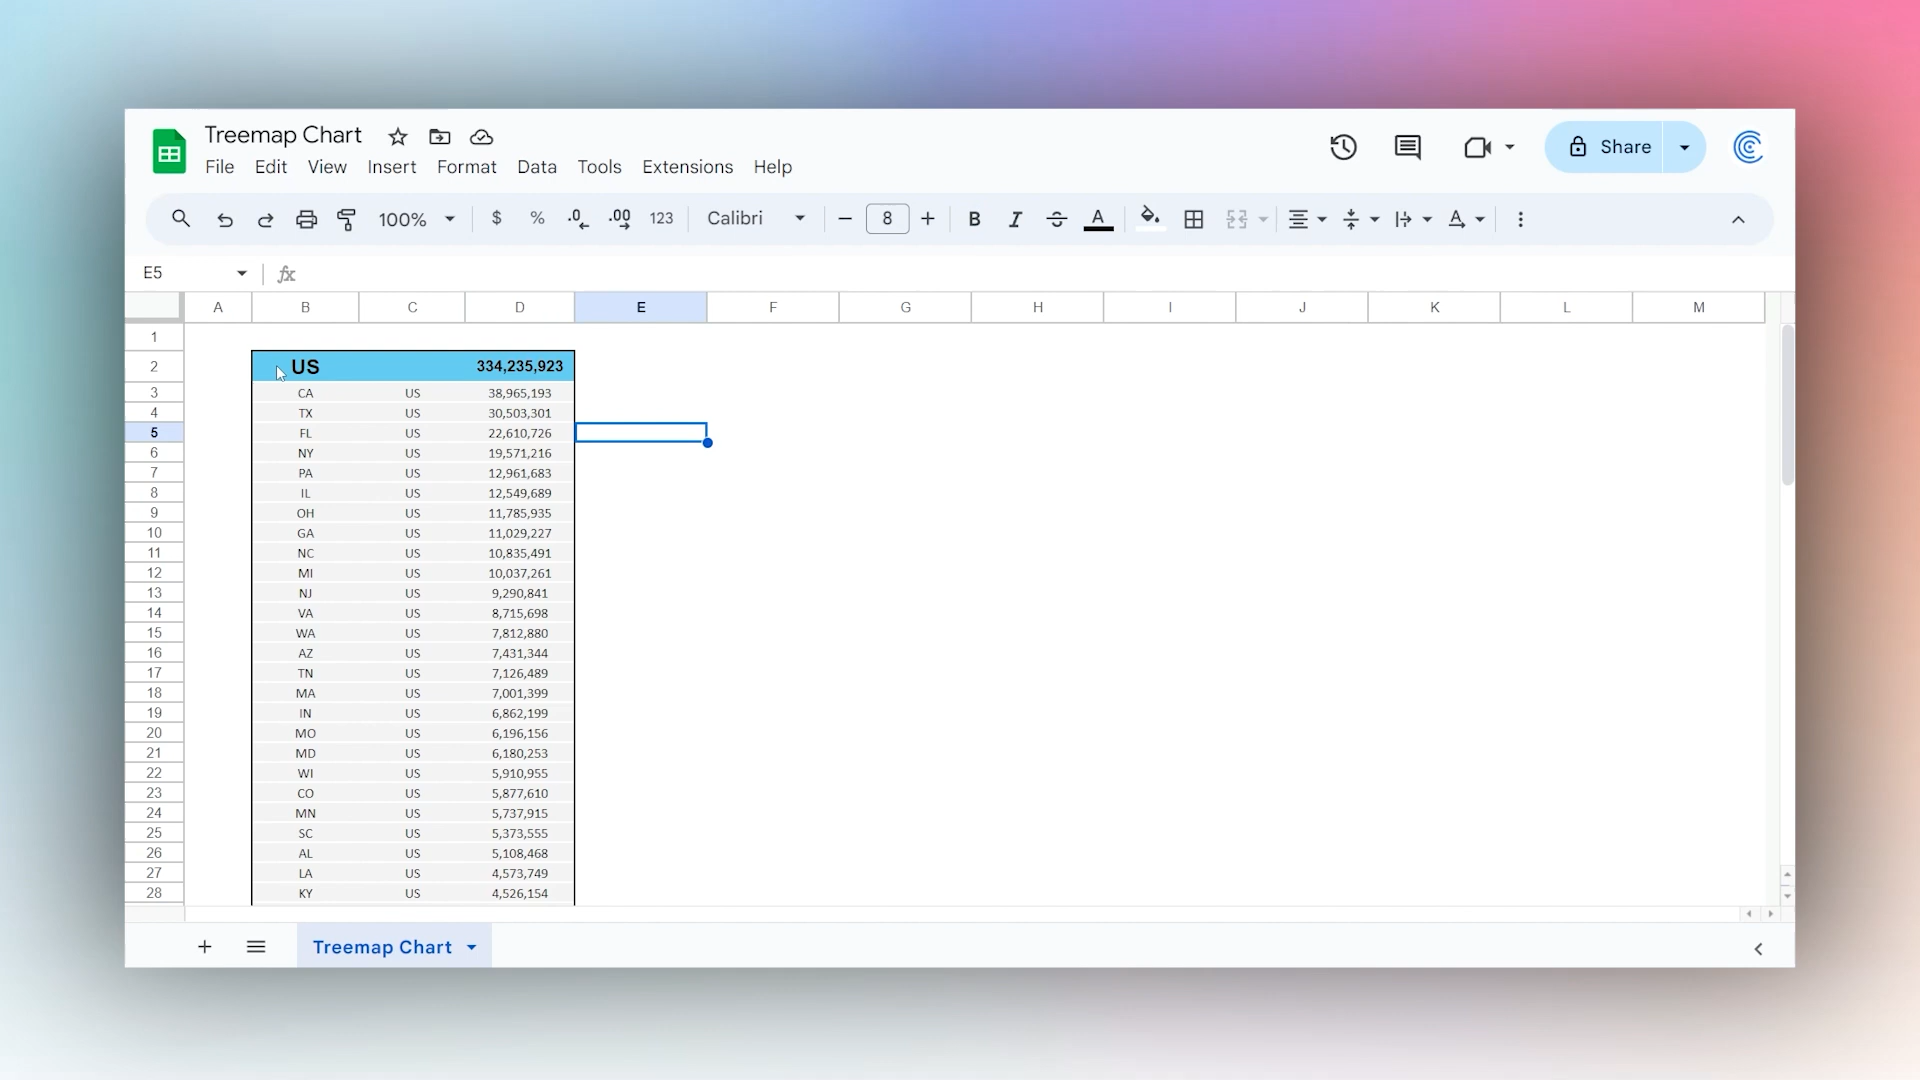 Treemap Chart
File Edit View Insert Format Data Tools Extensions Help
Share
100% $ % .0 .00 123 Calibri 8 B I A A
E5 fx
A B C D E F G H I J K L M
1
2 US 334,235,923
3 CA US 38,965,193
4 TX US 30,503,301
5 FL US 22,610,726
6 NY US 19,571,216
7 PA US 12,961,683
8 IL US 12,549,689
9 OH US 11,785,935
10 GA US 11,029,227
11 NC US 10,835,491
12 MI US 10,037,261
13 NJ US 9,290,841
14 VA US 8,715,698
15 WA US 7,812,880
16 AZ US 7,431,344
17 TN US 7,126,489
18 MA US 7,001,399
19 IN US 6,862,199
20 MO US 6,196,156
21 MD US 6,180,253
22 WI US 5,910,955
23 CO US 5,877,610
24 MN US 5,737,915
25 SC US 5,373,555
26 AL US 5,108,468
27 LA US 4,573,749
28 KY US 4,526,154
Treemap Chart